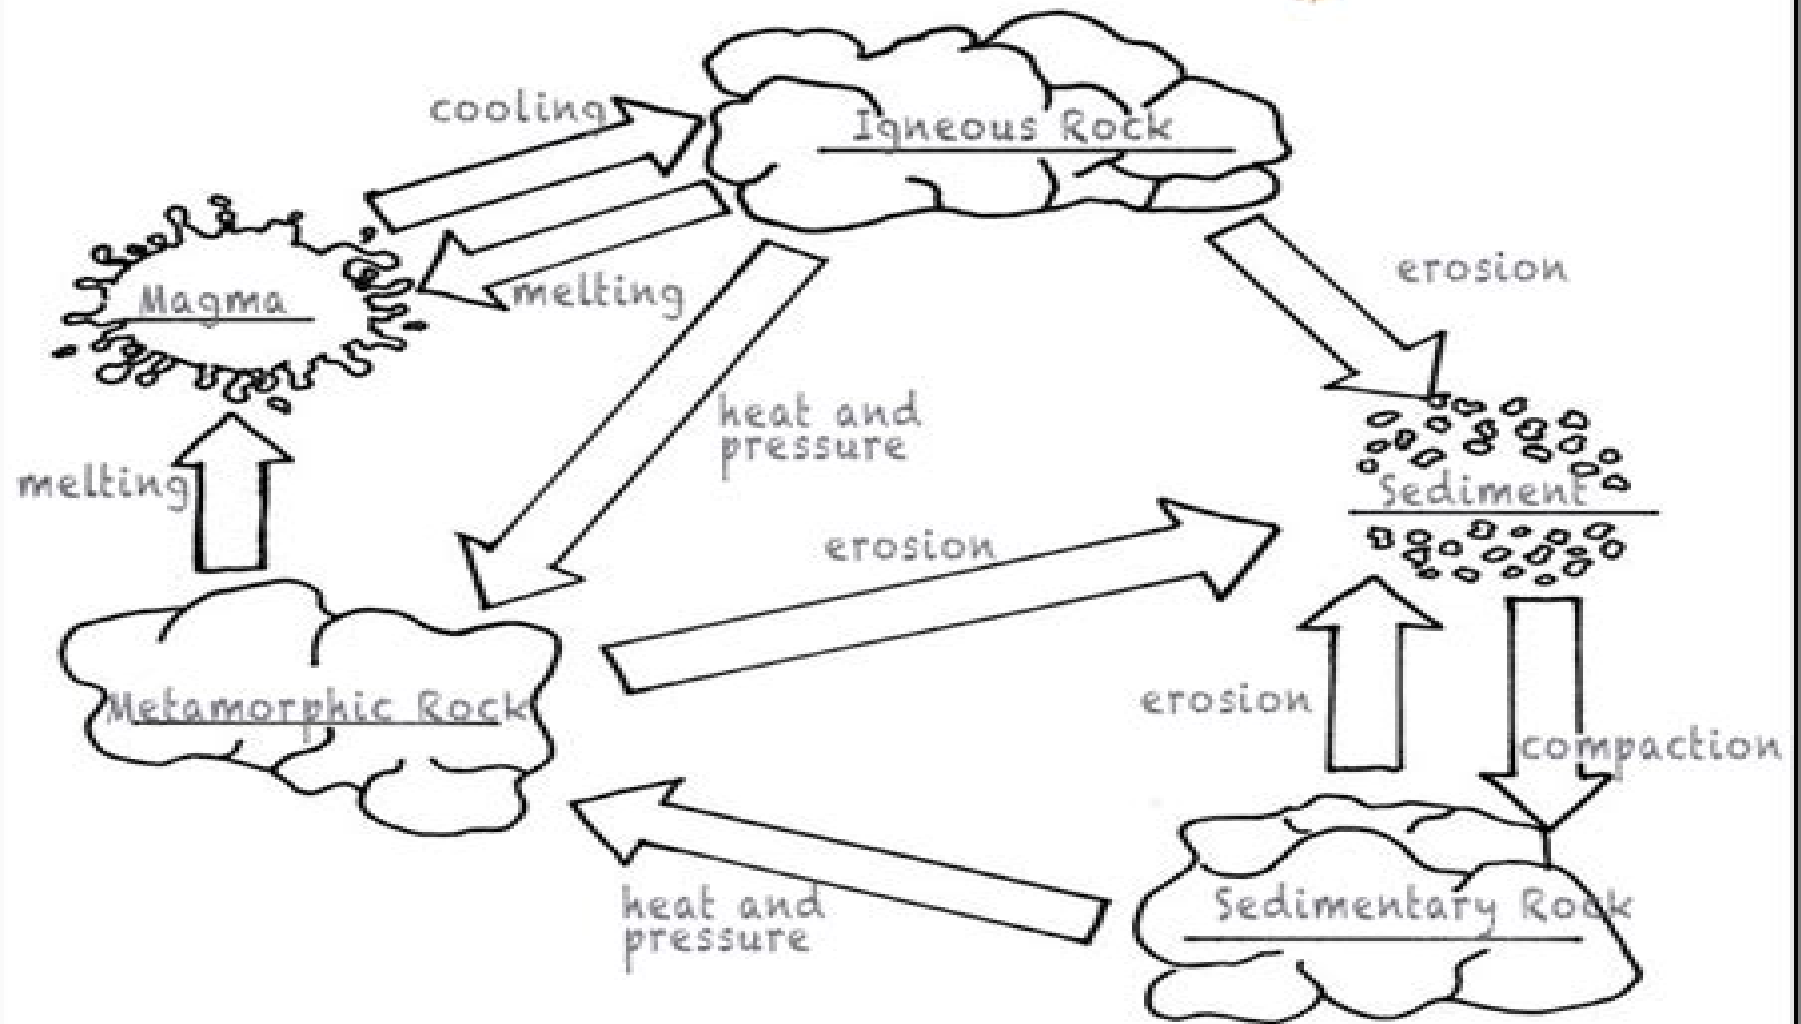 cooling
Igneous Rock
erosion
melting
Magma
heat and
pressure
melting
Sediment
erosion
erosion
compaction
Metamorphic Rock
heat and
pressure
Sedimentary Rock